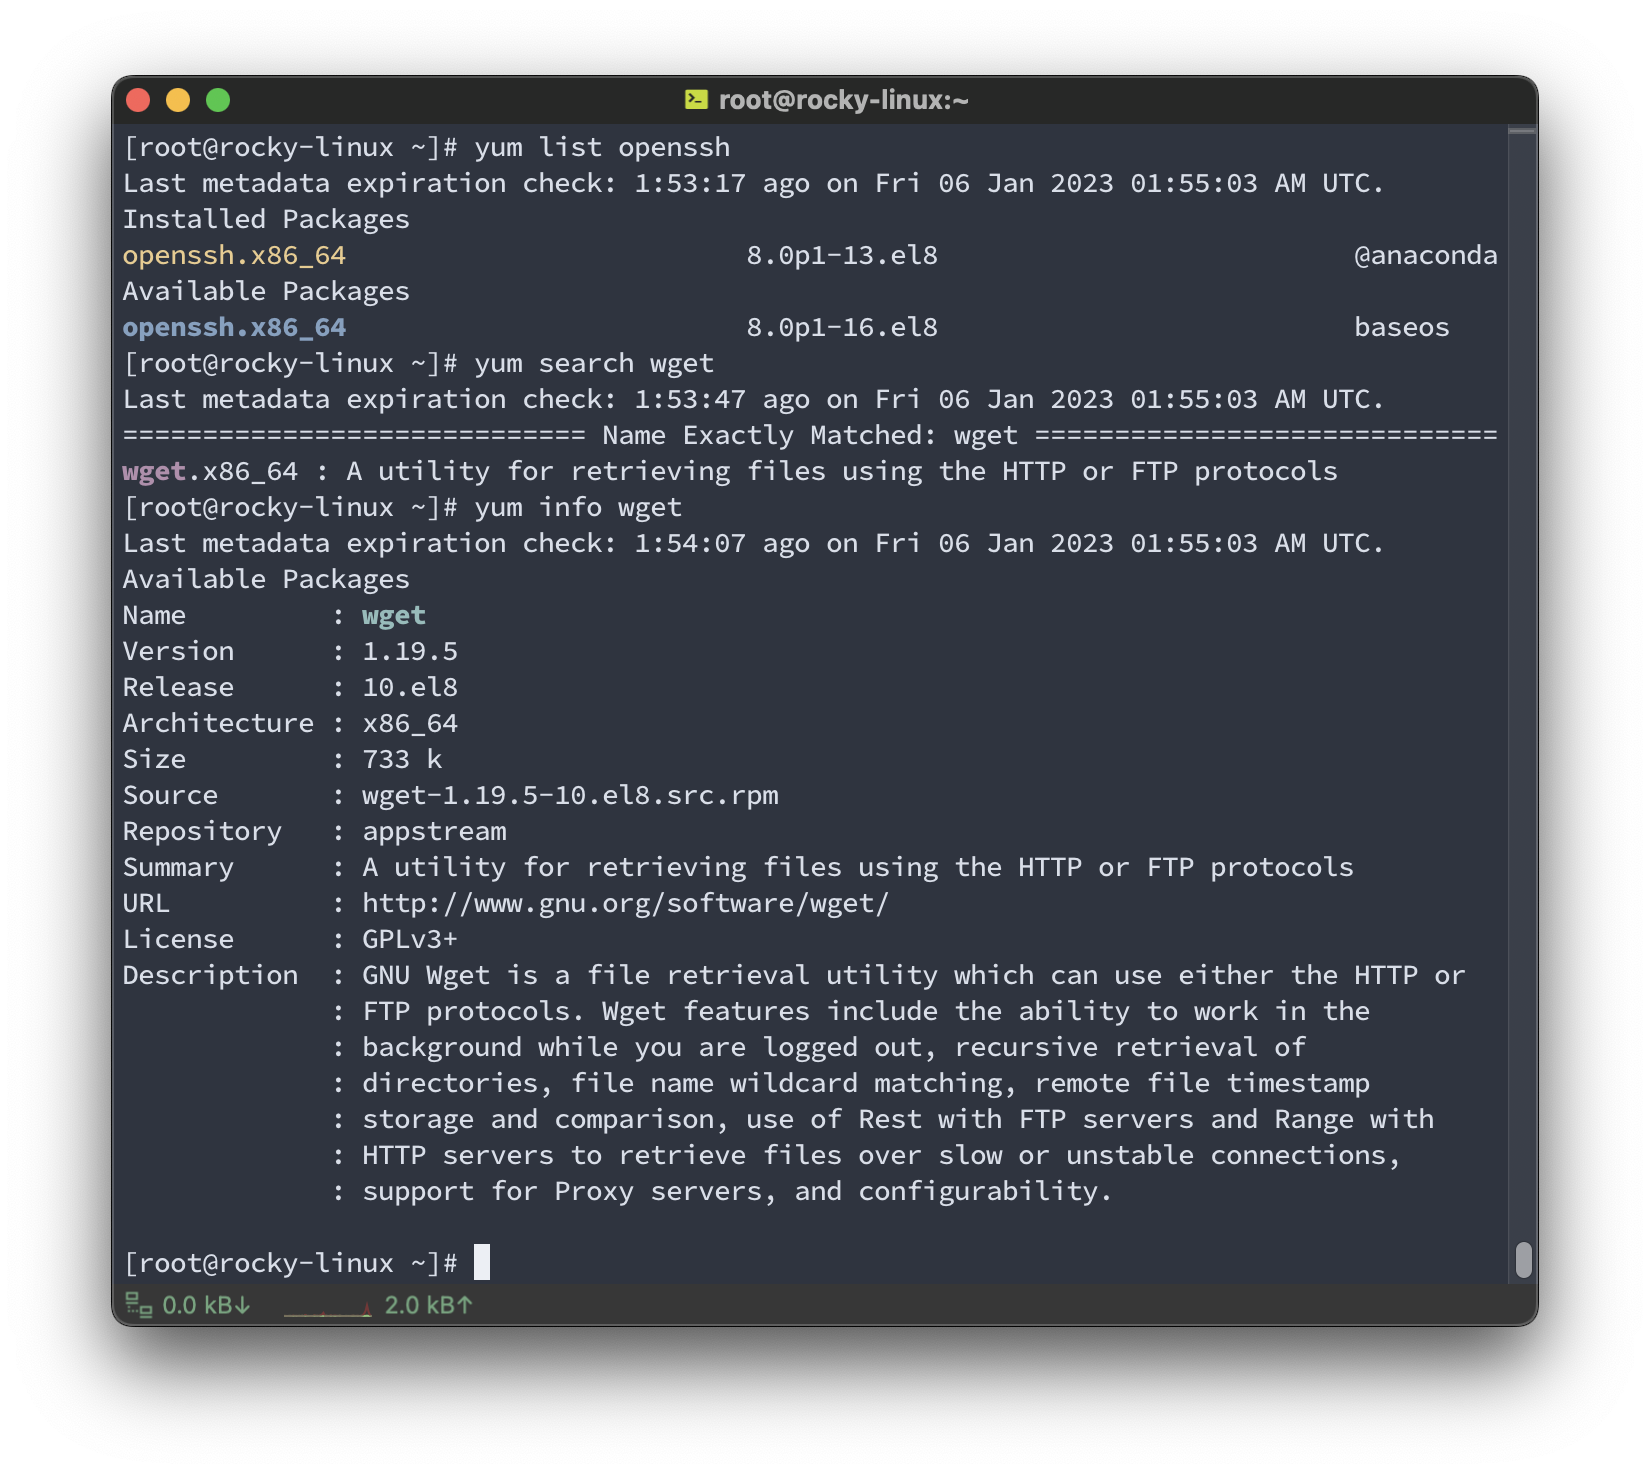 root@rocky-linux:~
[root@rocky-linux ~]# yum list openssh
Last metadata expiration check: 1:53:17 ago on Fri 06 Jan 2023 01:55:03 AM UTC.
Installed Packages
openssh.x86_64                         8.0p1-13.el8                          @anaconda
Available Packages
openssh.x86_64                         8.0p1-16.el8                          baseos
[root@rocky-linux ~]# yum search wget
Last metadata expiration check: 1:53:47 ago on Fri 06 Jan 2023 01:55:03 AM UTC.
============================= Name Exactly Matched: wget =============================
wget.x86_64 : A utility for retrieving files using the HTTP or FTP protocols
[root@rocky-linux ~]# yum info wget
Last metadata expiration check: 1:54:07 ago on Fri 06 Jan 2023 01:55:03 AM UTC.
Available Packages
Name         : wget
Version      : 1.19.5
Release      : 10.el8
Architecture : x86_64
Size         : 733 k
Source       : wget-1.19.5-10.el8.src.rpm
Repository   : appstream
Summary      : A utility for retrieving files using the HTTP or FTP protocols
URL          : http://www.gnu.org/software/wget/
License      : GPLv3+
Description  : GNU Wget is a file retrieval utility which can use either the HTTP or
             : FTP protocols. Wget features include the ability to work in the
             : background while you are logged out, recursive retrieval of
             : directories, file name wildcard matching, remote file timestamp
             : storage and comparison, use of Rest with FTP servers and Range with
             : HTTP servers to retrieve files over slow or unstable connections,
             : support for Proxy servers, and configurability.
[root@rocky-linux ~]#
0.0 kB↓ 2.0 kB↑